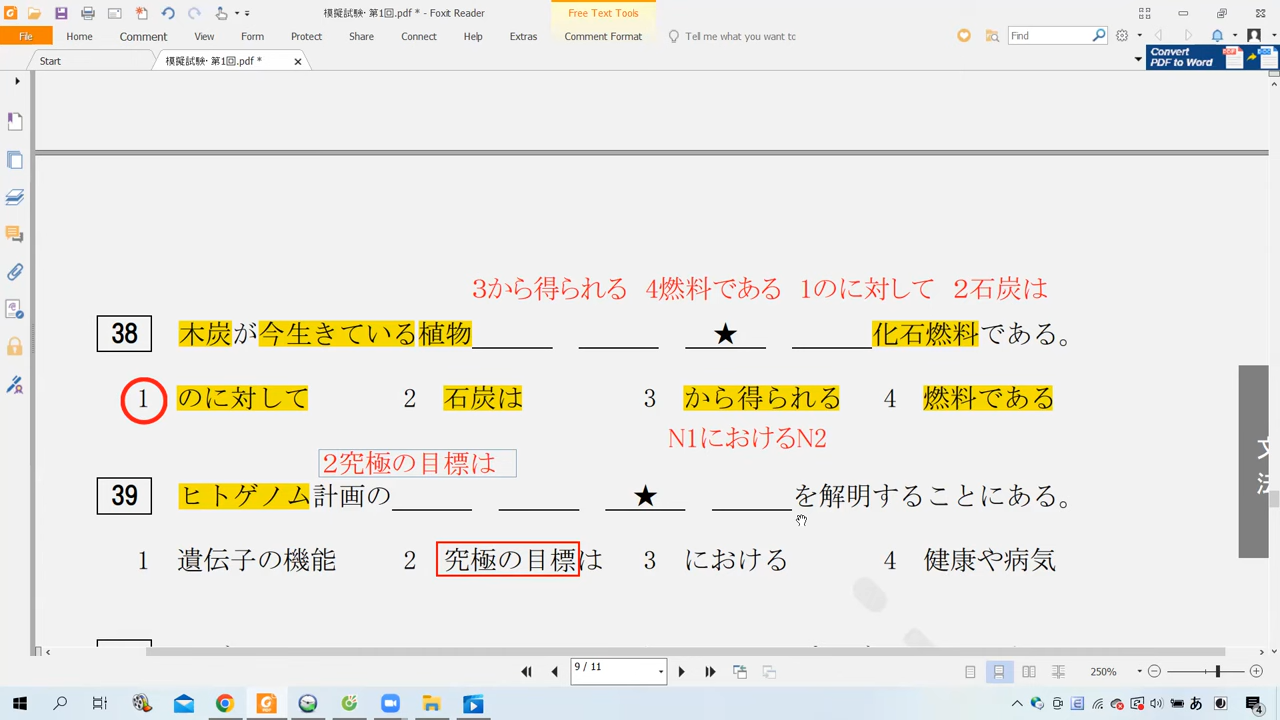 模擬試験・第1回.pdf * - Foxit Reader
Free Text Tools
File Home Comment View Form Protect Share Connect Help Extras Comment Format Tell me what you want to Find
Start 模擬試験・第1回.pdf *
Convert
PDF to Word
3から得られる 4燃料である 1のに対して 2石炭は
38 木炭が今生きている植物 ★ 化石燃料である。
1 のに対して 2 石炭は 3 から得られる 4 燃料である
N1におけるN2
2究極の目標は
39 ヒトゲノム計画の ★ を解明することにある。
1 遺伝子の機能 2 究極の目標は 3 における 4 健康や病気
文
法
9 / 11 250%
あ 4